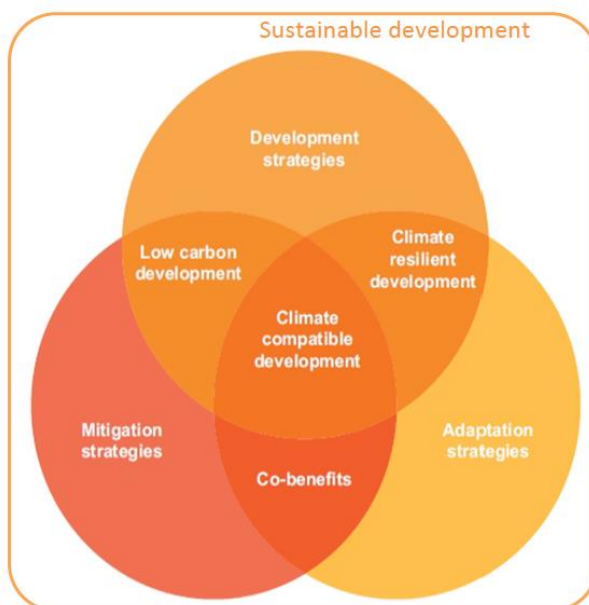 Sustainable development
Development
strategies
Low carbon
development
Climate
resilient
development
Climate
compatible
development
Mitigation
strategies
Adaptation
strategies
Co-benefits